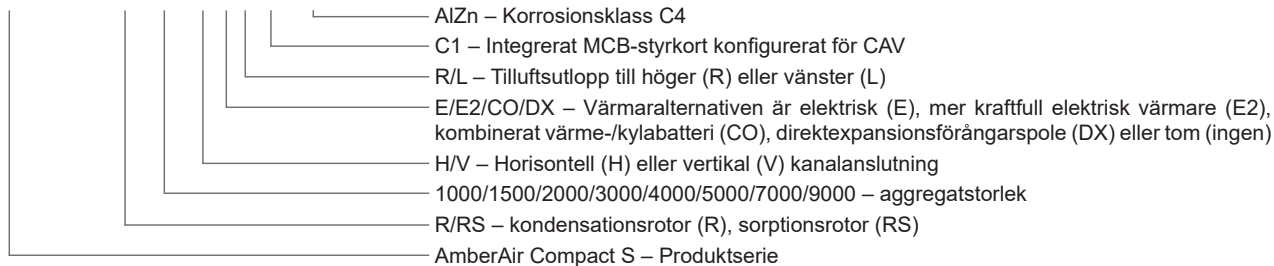 AlZn – Korrosionsklass C4
C1 – Integrerat MCB-styrkort konfigurerat för CAV
R/L – Tilluftsutlopp till höger (R) eller vänster (L)
E/E2/CO/DX – Värmaralternativen är elektrisk (E), mer kraftfull elektrisk värmare (E2),
kombinerat värme-/kylabatteri (CO), direktexpansionsförångarspole (DX) eller tom (ingen)
H/V – Horisontell (H) eller vertikal (V) kanalanslutning
1000/1500/2000/3000/4000/5000/7000/9000 – aggregatstorlek
R/RS – kondensationsrotor (R), sorptionsrotor (RS)
AmberAir Compact S – Produktserie